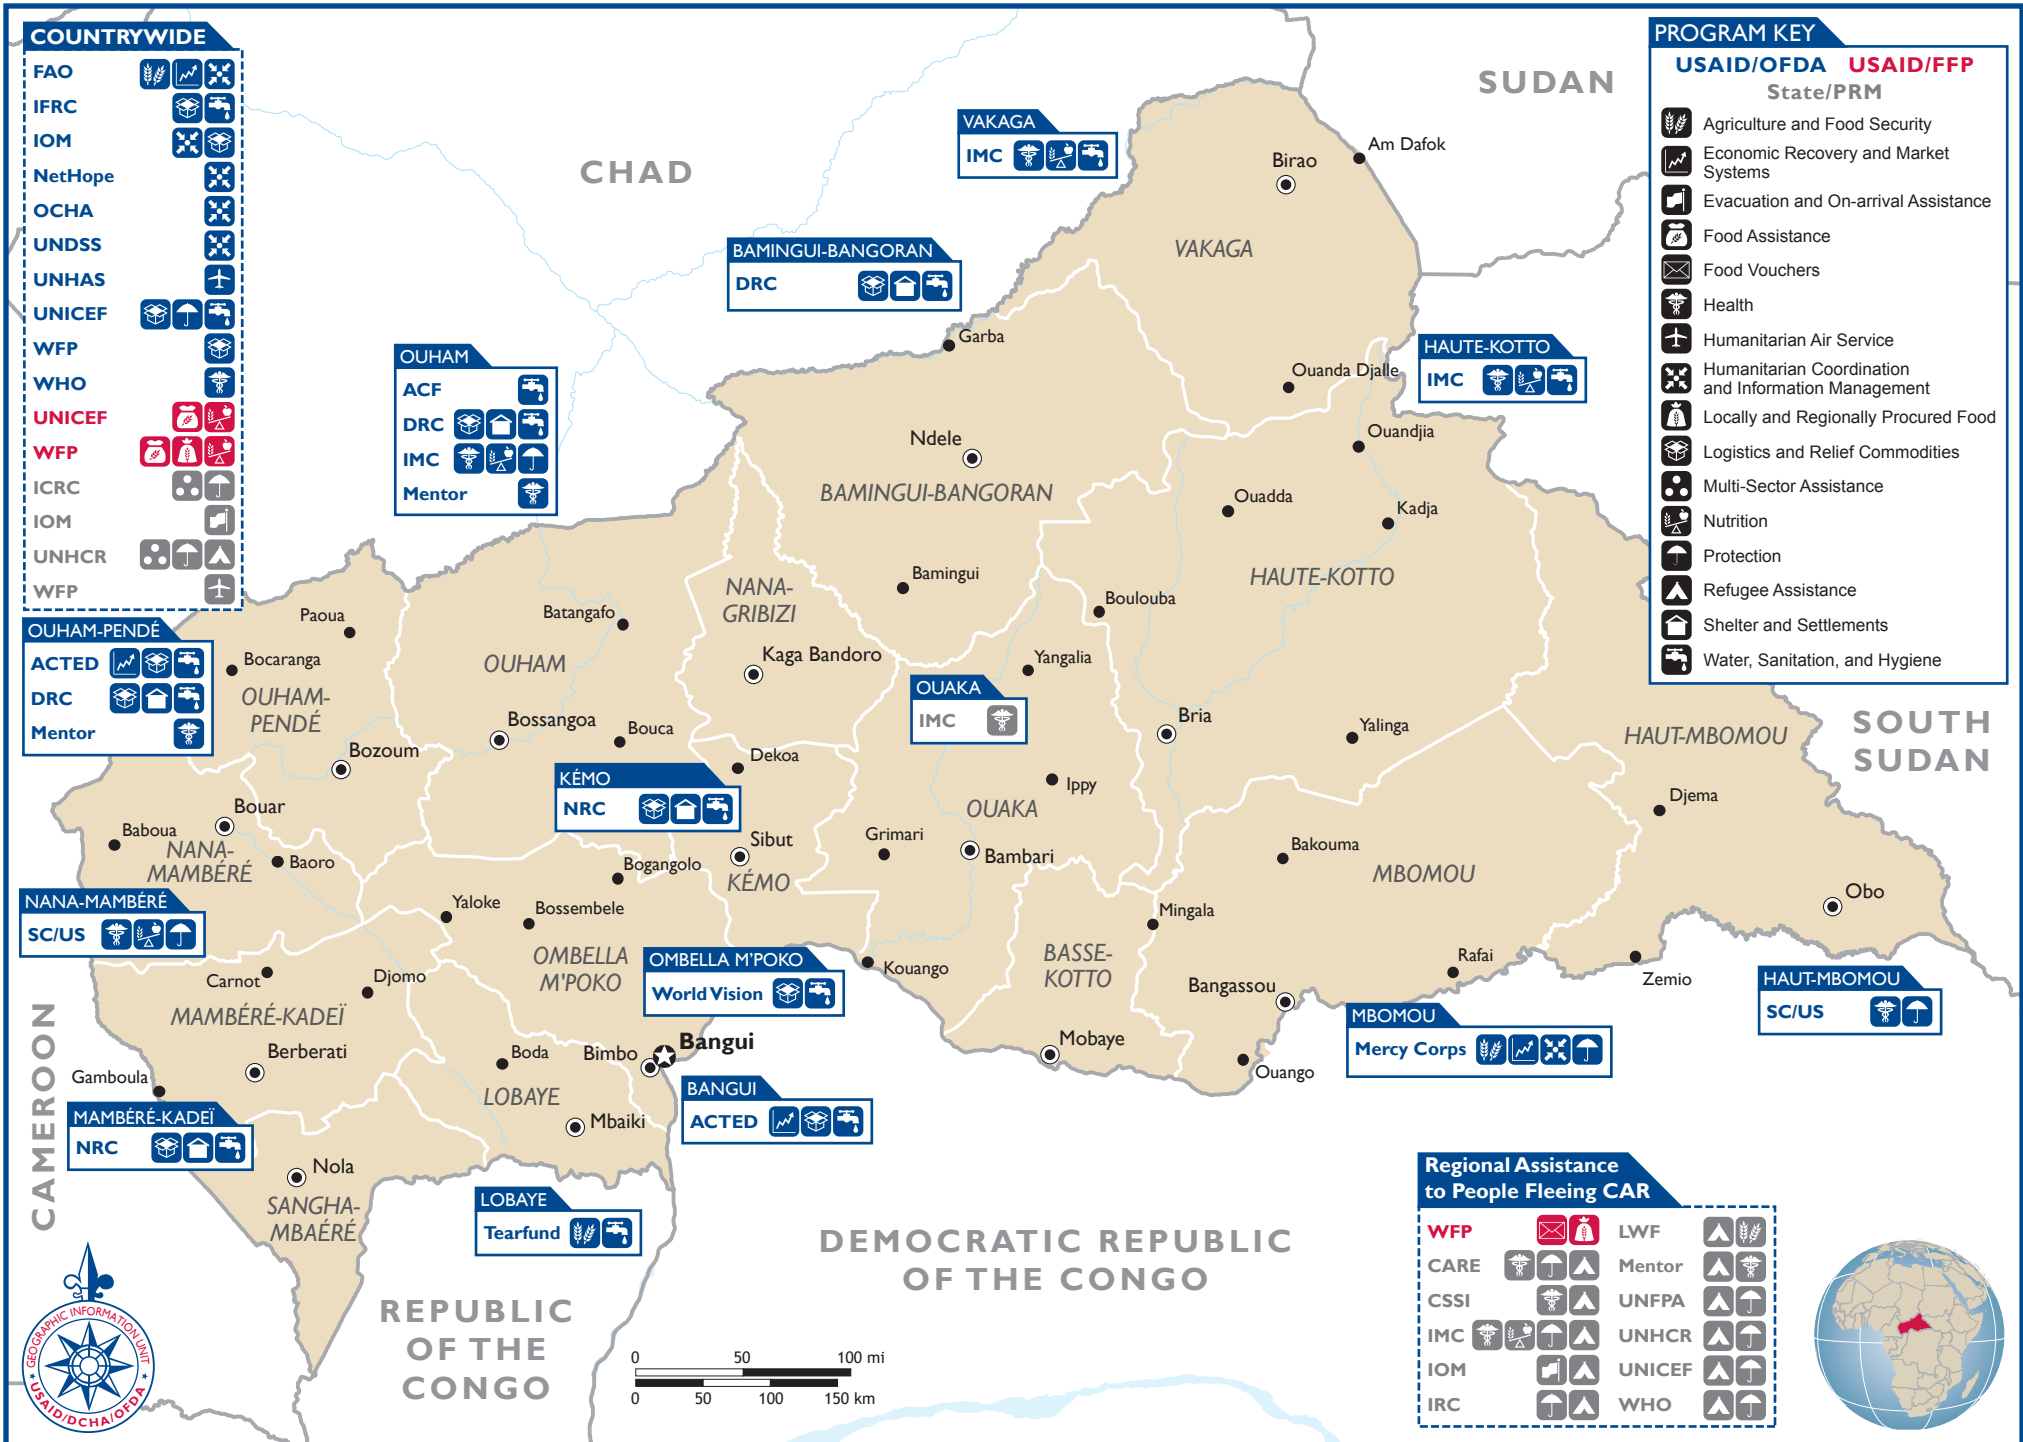 COUNTRYWIDE
FAO
IFRC
IOM
NetHope
OCHA
UNDSS
UNHAS
UNICEF
WFP
WHO
UNICEF
WFP
ICRC
IOM
UNHCR
WFP
PROGRAM KEY
USAID/OFDA USAID/FFP
State/PRM
Agriculture and Food Security
Economic Recovery and Market
Systems
Evacuation and On-arrival Assistance
Food Assistance
Food Vouchers
Health
Humanitarian Air Service
Humanitarian Coordination
and Information Management
Locally and Regionally Procured Food
Logistics and Relief Commodities
Multi-Sector Assistance
Nutrition
Protection
Refugee Assistance
Shelter and Settlements
Water, Sanitation, and Hygiene
SUDAN
CHAD
SOUTH
SUDAN
CAMEROON
DEMOCRATIC REPUBLIC
OF THE CONGO
REPUBLIC
OF THE
CONGO
VAKAGA
IMC
BAMINGUI-BANGORAN
DRC
OUHAM
ACF
DRC
IMC
Mentor
HAUTE-KOTTO
IMC
OUHAM-PENDÉ
ACTED
DRC
Mentor
OUAKA
IMC
KÉMO
NRC
NANA-MAMBÉRÉ
SC/US
OMBELLA M'POKO
World Vision
HAUT-MBOMOU
SC/US
MBOMOU
Mercy Corps
BANGUI
ACTED
MAMBÉRÉ-KADEÏ
NRC
LOBAYE
Tearfund
Am Dafok
Birao
VAKAGA
Garba
Ouanda Djalle
Ouandjia
Ndele
BAMINGUI-BANGORAN
Ouadda
Kadja
Bamingui
HAUTE-KOTTO
NANA-
GRIBIZI
Boulouba
Paoua
Batangafo
Bocaranga
OUHAM
Kaga Bandoro
Yangalia
OUHAM-
PENDÉ
Bossangoa
Bouca
Bria
Yalinga
HAUT-MBOMOU
Bozoum
Dekoa
Ippy
Djema
Bouar
OUAKA
Baboua
NANA-
MAMBÉRÉ
Baoro
Sibut
Grimari
Bambari
Bakouma
MBOMOU
Bogangolo
KÉMO
Obo
Yaloke
Bossembele
Mingala
OMBELLA
M'POKO
BASSE-
KOTTO
Kouango
Rafai
Zemio
Carnot
Djomo
Bangassou
MAMBÉRÉ-KADEÏ
Bangui
Mobaye
Berberati
Boda
Bimbo
Ouango
Gamboula
LOBAYE
Mbaiki
Nola
SANGHA-
MBAÉRÉ
Regional Assistance
to People Fleeing CAR
WFP
CARE
CSSI
IMC
IOM
IRC
LWF
Mentor
UNFPA
UNHCR
UNICEF
WHO
0 50 100 mi
0 50 100 150 km
GEOGRAPHIC INFORMATION UNIT
USAID/DCHA/OFDA